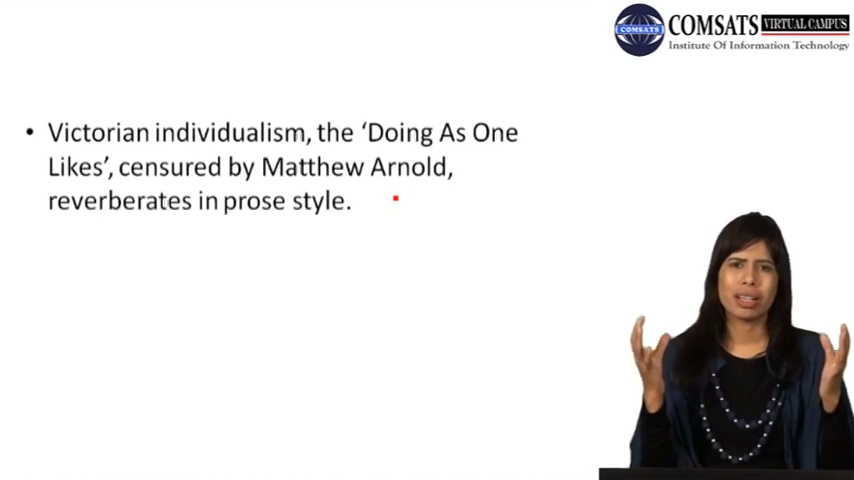 COMSATS
COMSATS VIRTUAL CAMPUS
Institute Of Information Technology
• Victorian individualism, the ‘Doing As One
Likes’, censured by Matthew Arnold,
reverberates in prose style.